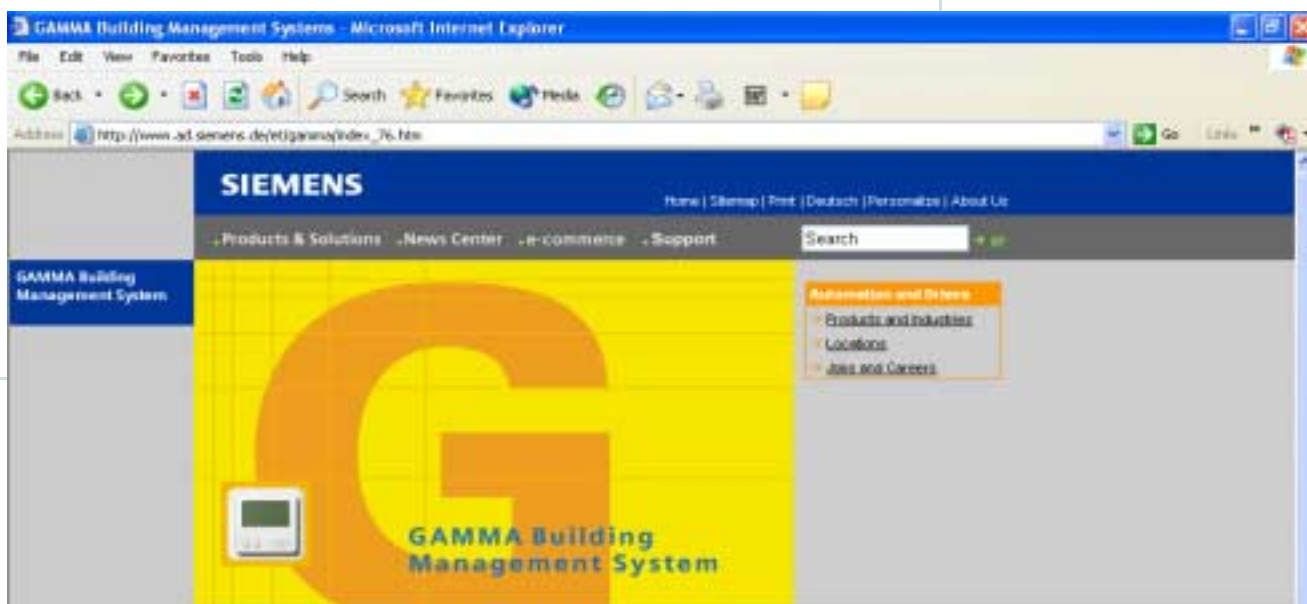 GAMMA Building Management Systems - Microsoft Internet Explorer
File Edit View Favorites Tools Help
Back Search Favorites Media
Address http://www.ad.siemens.de/et/gamma/index_76.htm Go Links
SIEMENS
Home | Sitemap | Print | Deutsch | Personalize | About Us
Products & Solutions News Center e-commerce Support Search go
GAMMA Building
Management System
Automation and Drives
Products and Industries
Locations
Jobs and Careers
G
GAMMA Building
Management System